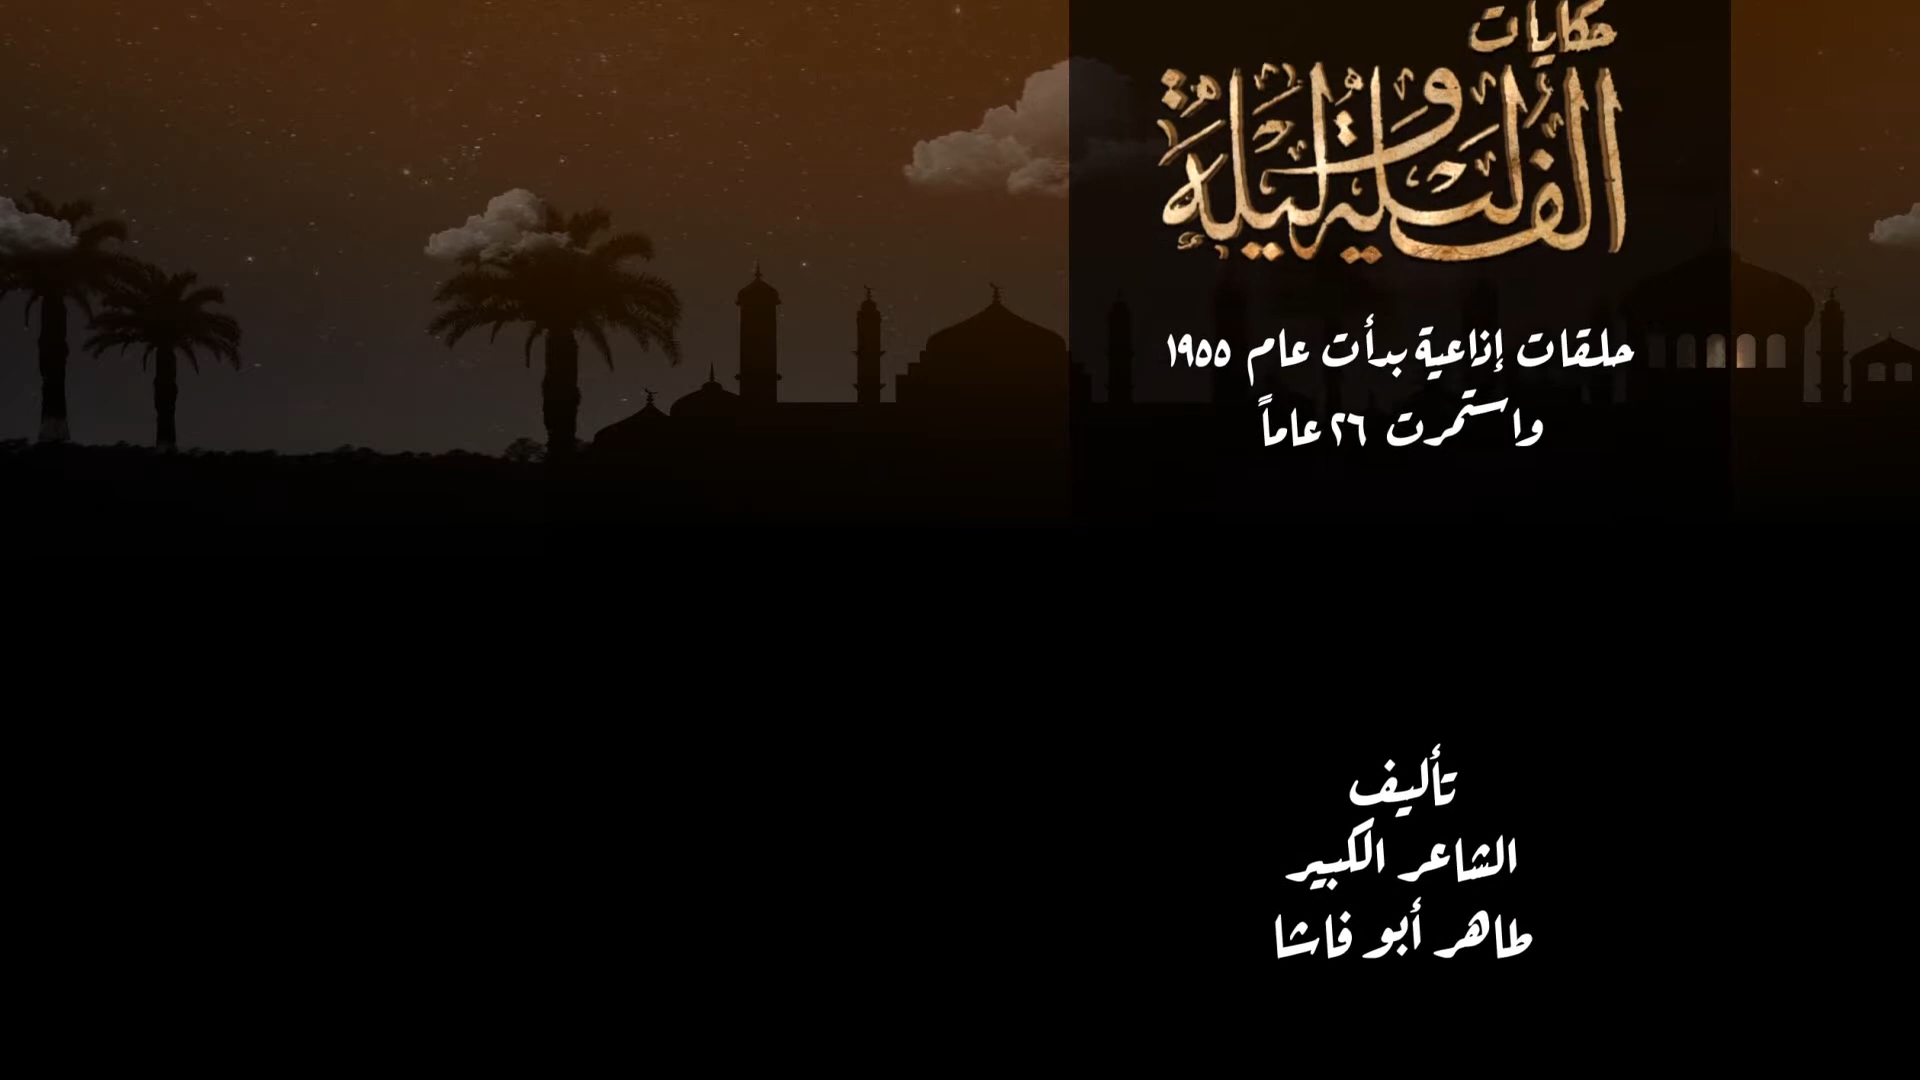 حكايات
ألف ليلة وليلة
حلقات إذاعية بدأت عام ١٩٥٥
واستمرت ٢٦ عاماً
تأليف
الشاعر الكبير
طاهر أبو فاشا